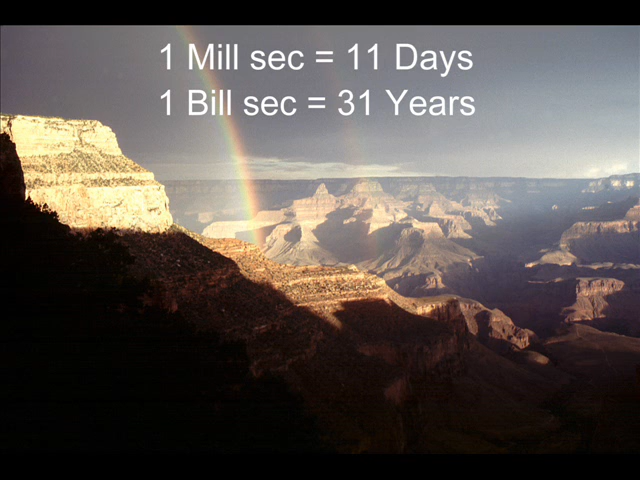 1 Mill sec = 11 Days
1 Bill sec = 31 Years